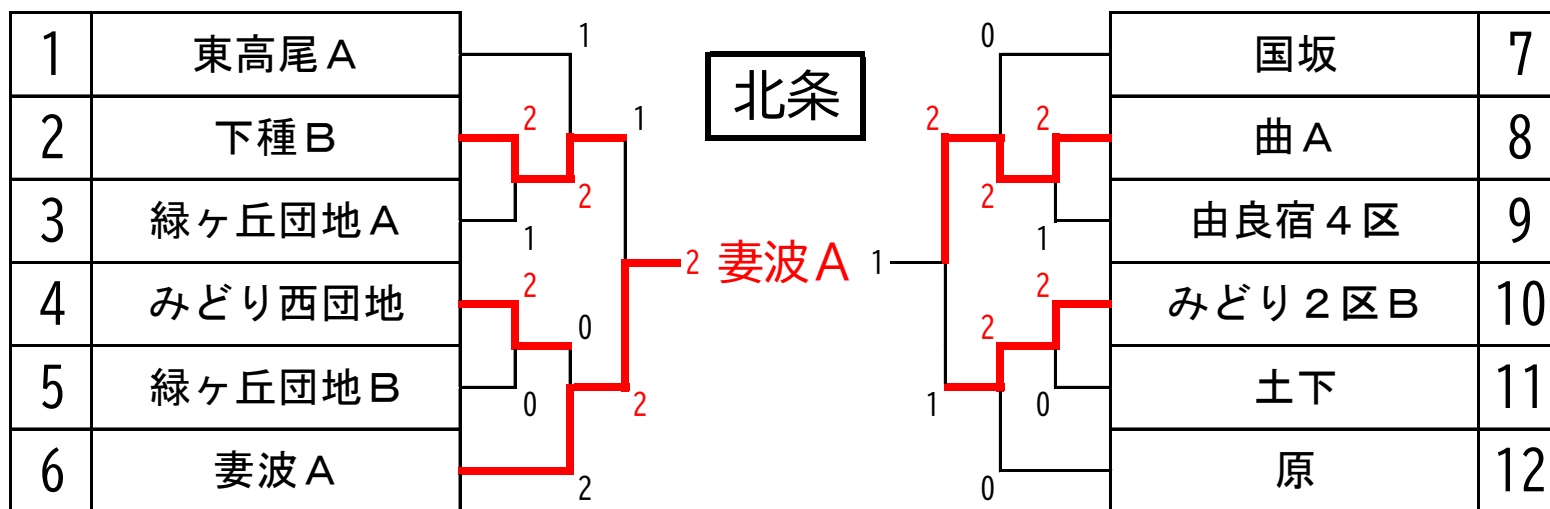 北条
1 東高尾A 1
2 下種B 2 1
2
3 緑ヶ丘団地A 1
2 妻波A 1
4 みどり西団地 2 0
5 緑ヶ丘団地B 0 2
6 妻波A 2
0 国坂 7
2 2 曲A 8
2
1 由良宿4区 9
2 みどり2区B 10
2
1 0 土下 11
0 原 12